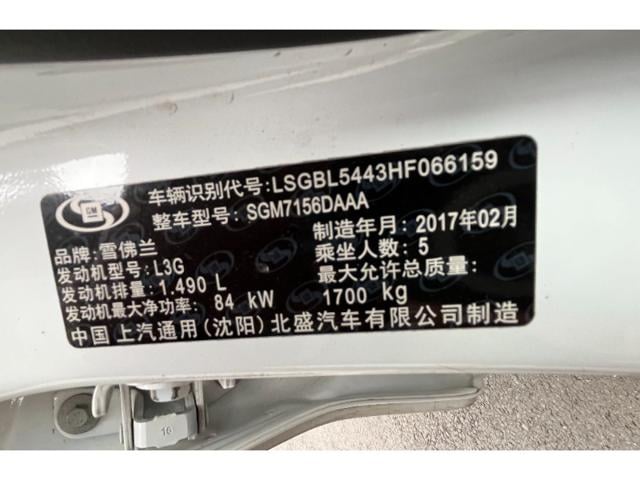 GM
车辆识别代号: LSGBL5443HF066159
整车型号: SGM7156DAAA
品牌: 雪佛兰
制造年月: 2017年02月
发动机型号: L3G
乘坐人数: 5
发动机排量: 1.490 L
最大允许总质量:
发动机最大净功率: 84 kW
1700 kg
中国 上汽通用(沈阳)北盛汽车有限公司制造
16